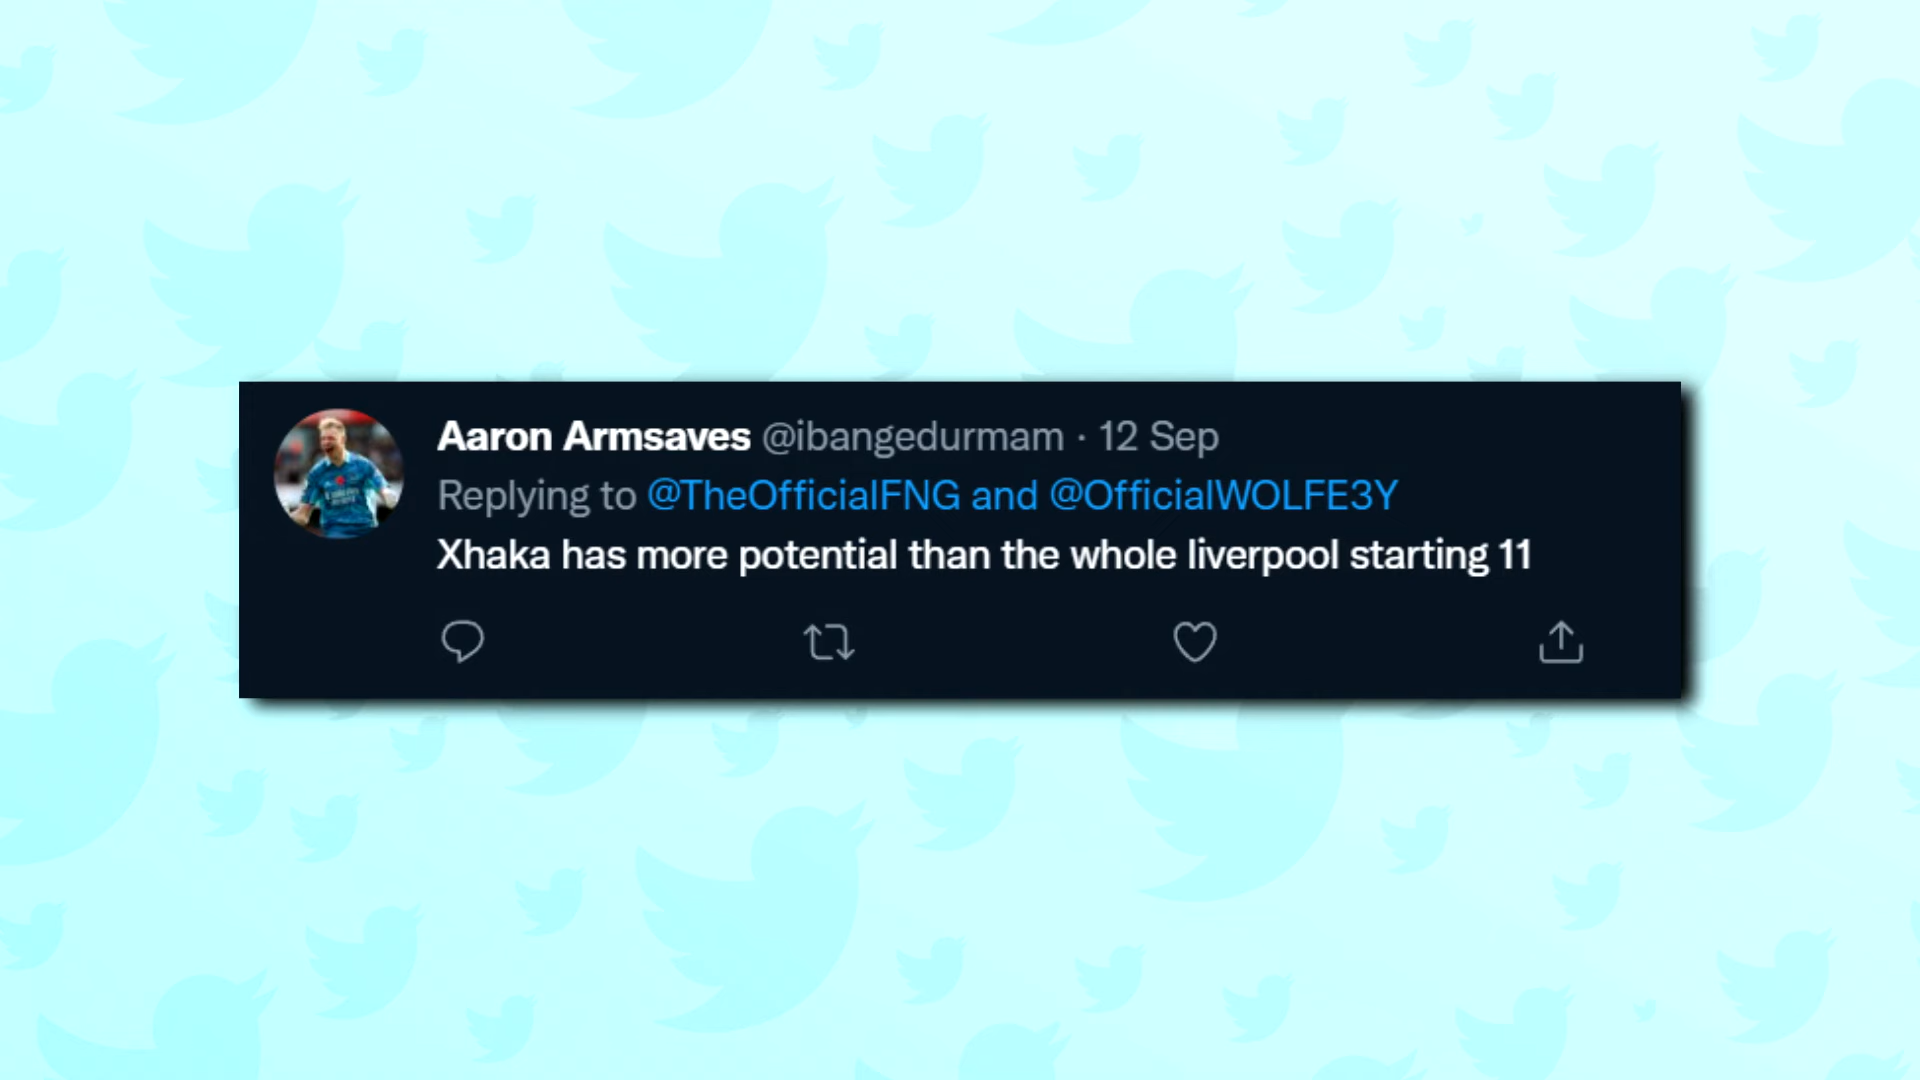 Aaron Armsaves @ibangedurmam · 12 Sep
Replying to @TheOfficialFNG and @OfficialWOLFE3Y
Xhaka has more potential than the whole liverpool starting 11